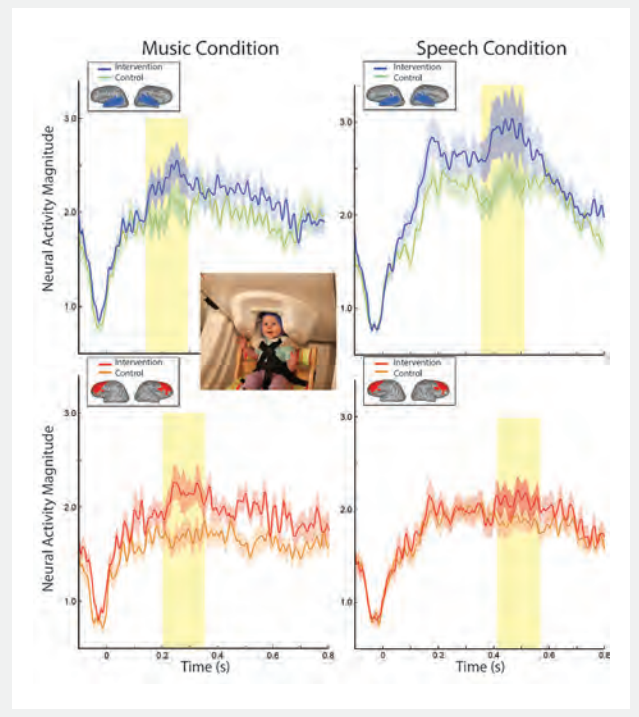 Music Condition
Speech Condition
Intervention
Control
Intervention
Control
Neural Activity Magnitude
3.0
2.0
1.0
3.0
2.0
1.0
Intervention
Control
Intervention
Control
Neural Activity Magnitude
3.0
2.0
1.0
3.0
2.0
1.0
0
0.2
0.4
0.6
0.8
Time (s)
0
0.2
0.4
0.6
0.8
Time (s)